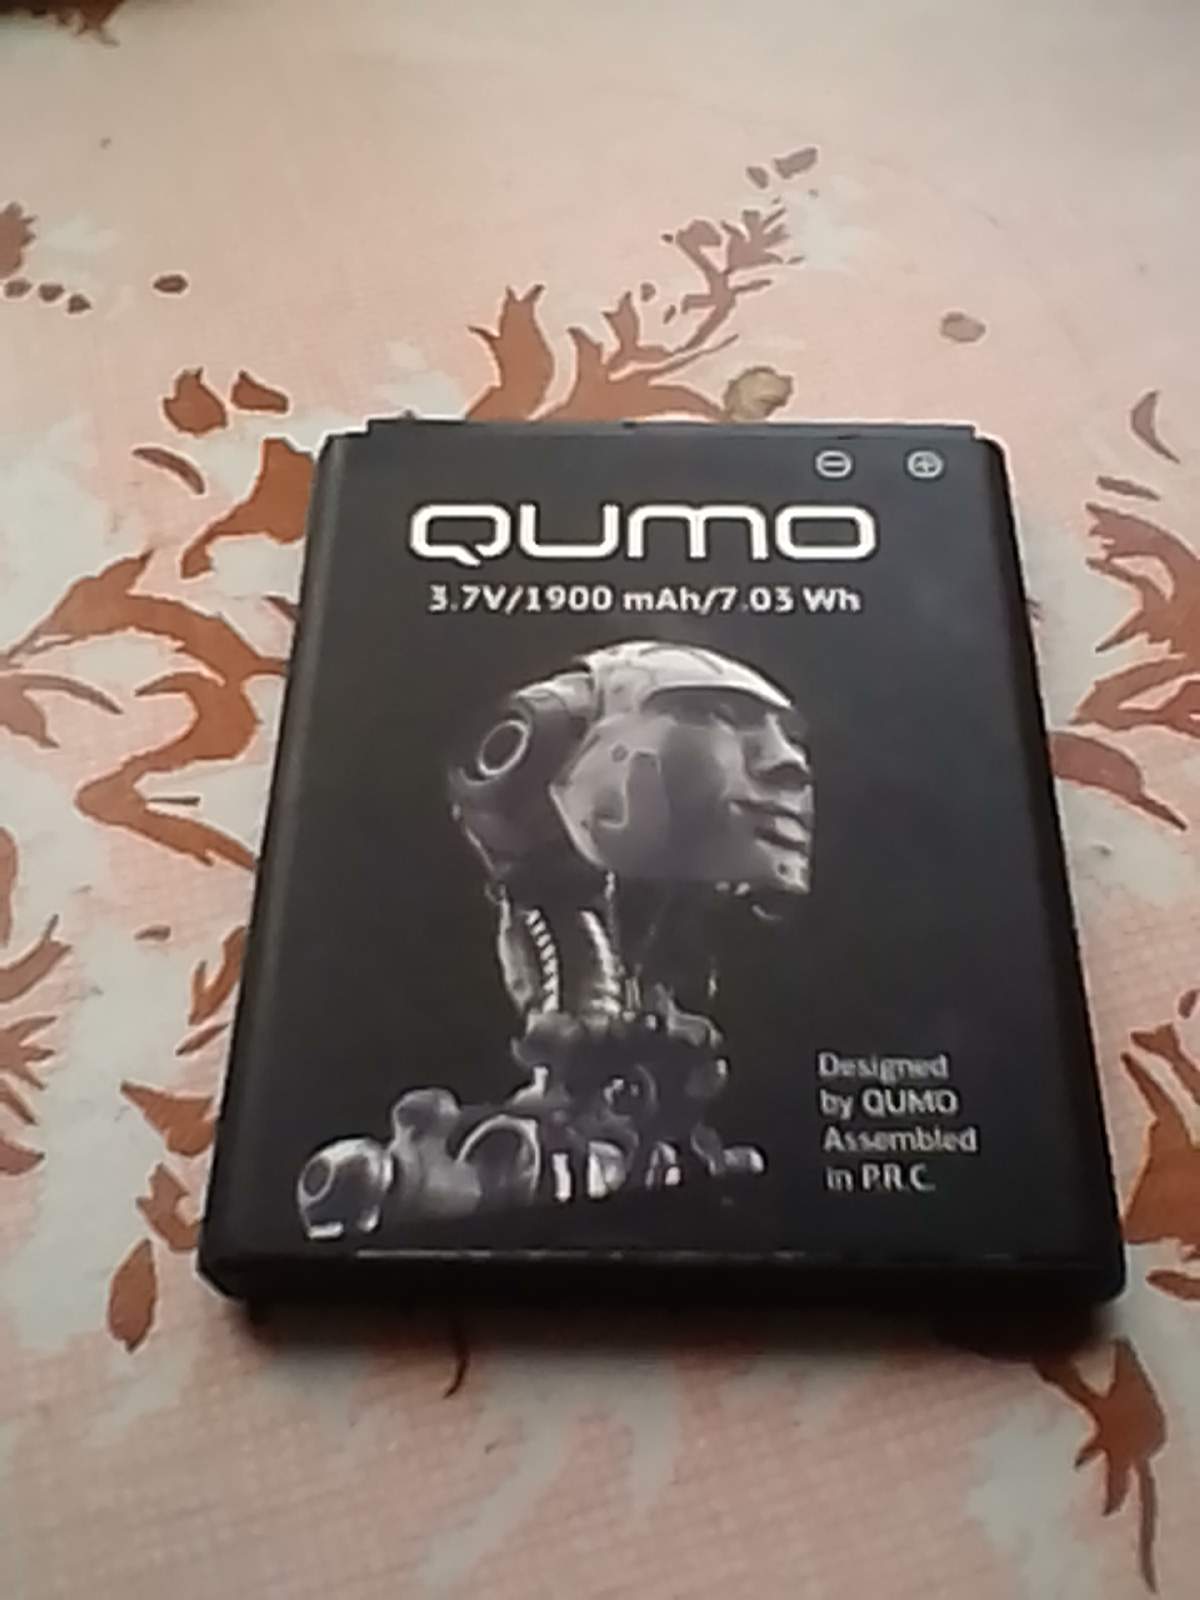 QUMO
3.7V/1900 mAh/7.03 Wh
Designed
by QUMO
Assembled
in P.R.C.